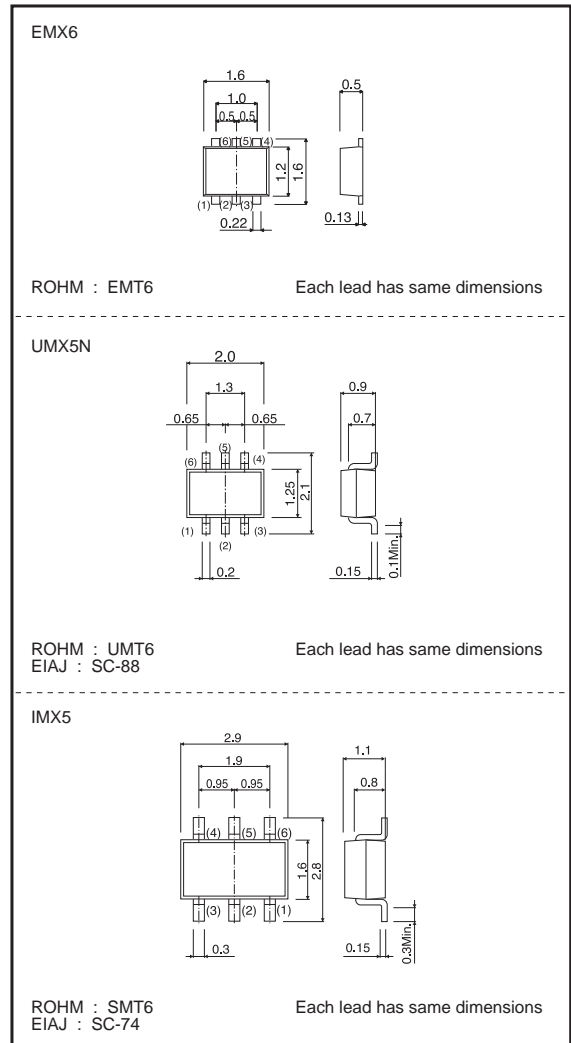 EMX6
1.6
0.5
1.0
0.5 0.5
(6) (5) (4)
1.2
1.6
(1) (2) (3)
0.22
0.13
ROHM : EMT6 Each lead has same dimensions
UMX5N
2.0
0.9
1.3
0.7
0.65 0.65
(5)
(6) (4)
1.25
2.1
(1) (3)
(2)
0.1Min.
0.2
0.15
ROHM : UMT6 Each lead has same dimensions
EIAJ : SC-88
IMX5
2.9
1.1
1.9
0.8
0.95 0.95
(4) (5) (6)
1.6
2.8
(3) (2) (1)
0.3Min.
0.3
0.15
ROHM : SMT6 Each lead has same dimensions
EIAJ : SC-74